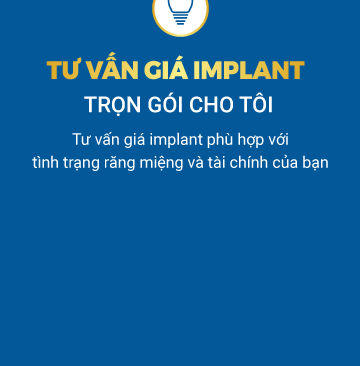 TƯ VẤN GIÁ IMPLANT
TRỌN GÓI CHO TÔI
Tư vấn giá implant phù hợp với
tình trạng răng miệng và tài chính của bạn